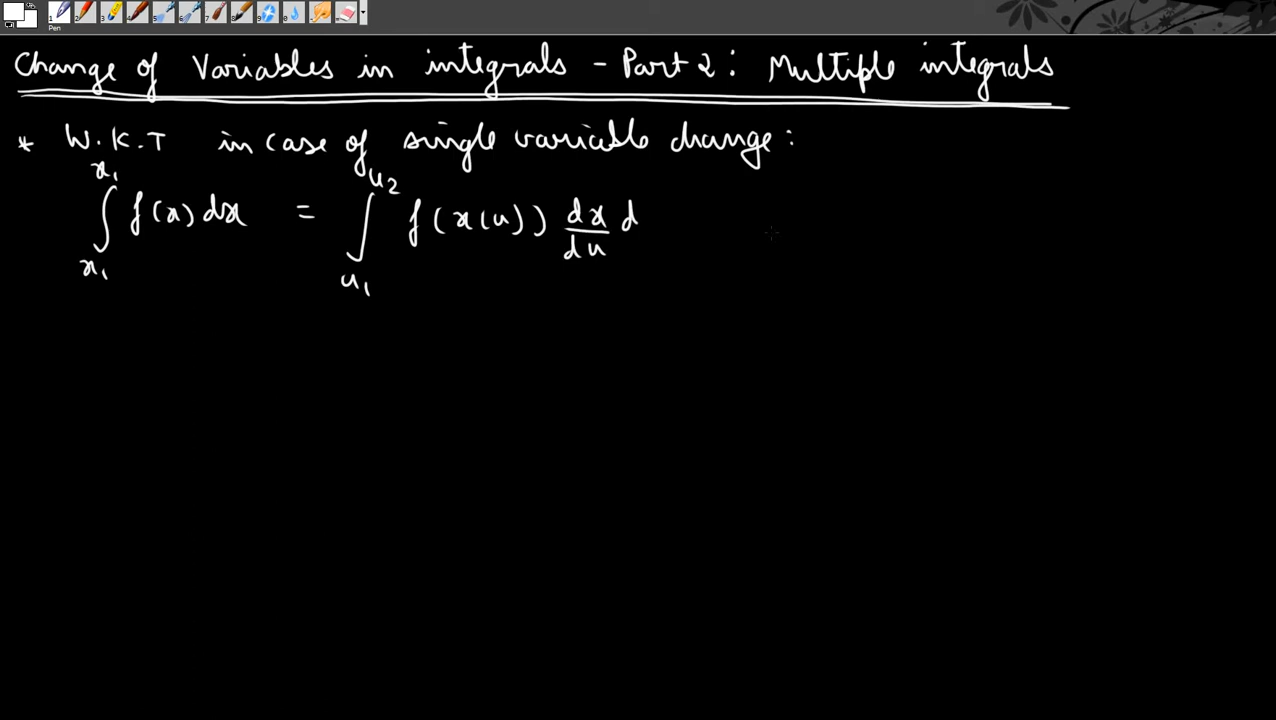 Pen
Change of Variables in integrals - Part 2 : Multiple integrals
* W.K.T in case of single variable change :
∫_{x₁}^{x₁} f(x) dx = ∫_{u₁}^{u₂} f(x(u)) dx/du d